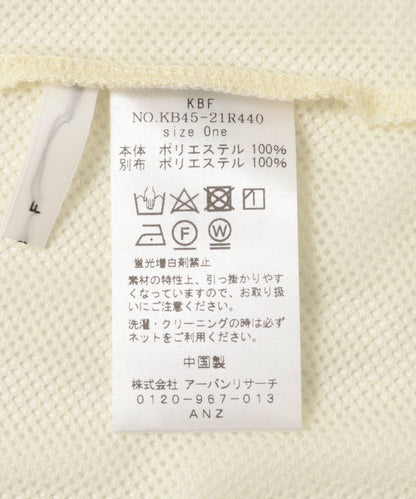 KBF
NO.KB45-21R440
size One
本体 ポリエステル 100%
別布 ポリエステル 100%
F W
蛍光増白剤禁止
素材の特性上、引っ掛かりやす
くなっていますので、お取り扱
いにご注意ください。
洗濯・クリーニングの時は必ず
ネットをご利用ください。
中国製
株式会社 アーバンリサーチ
0120-967-013
ANZ
F